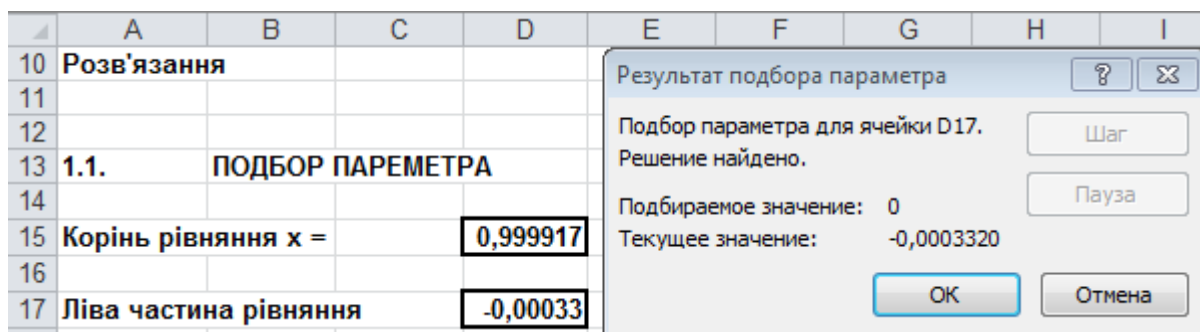 A B C D E F G H I
10 Розв'язання
11
12
13 1.1. ПОДБОР ПАРЕМЕТРА
14
15 Корінь рівняння x = 0,999917
16
17 Ліва частина рівняння -0,00033
Результат подбора параметра
Подбор параметра для ячейки D17.
Решение найдено.
Подбираемое значение: 0
Текущее значение: -0,0003320
Шаг
Пауза
ОК
Отмена